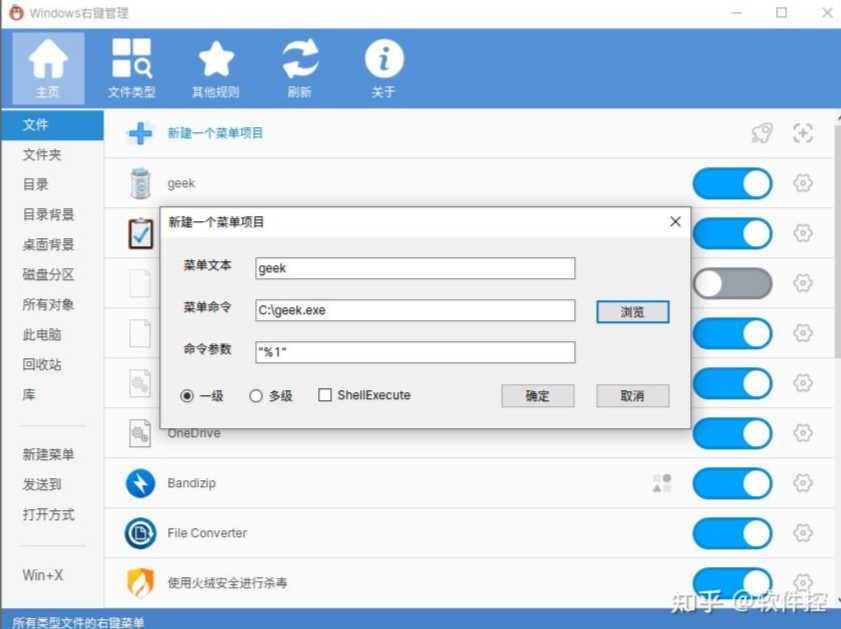 Windows右键管理
主页 文件类型 其他规则 刷新 关于
文件
新建一个菜单项目
文件夹
目录
geek
目录背景
新建一个菜单项目
桌面背景
菜单文本 geek
磁盘分区
所有对象
菜单命令 C:\geek.exe 浏览
此电脑
命令参数 "%1"
回收站
库
一级 多级 ShellExecute 确定 取消
OneDrive
新建菜单
发送到
Bandizip
打开方式
File Converter
Win+X
使用火绒安全进行杀毒
知乎 @软件控
所有类型文件的右键菜单